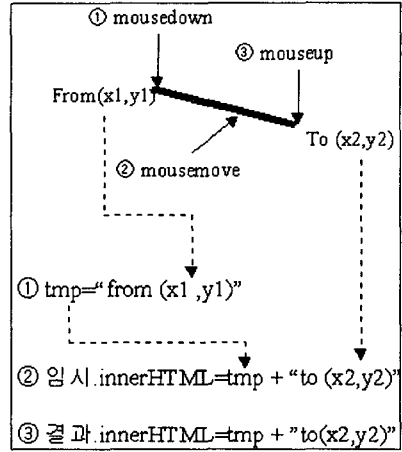 ① mousedown
③ mouseup
From(x1,y1)
To (x2,y2)
② mousemove
① tmp=“from (x1 ,y1)”
② 임시.innerHTML=tmp + “to (x2,y2)”
③ 결과.innerHTML=tmp + ”to(x2,y2)”